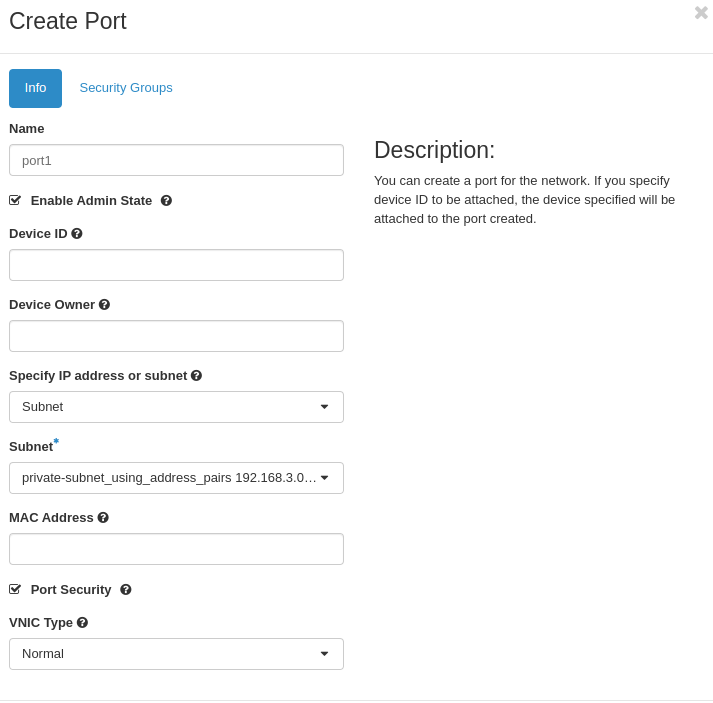 Create Port
Info
Security Groups
Name
port1
Enable Admin State
Device ID
Device Owner
Specify IP address or subnet
Subnet
Subnet*
private-subnet_using_address_pairs 192.168.3.0…
MAC Address
Port Security
VNIC Type
Normal
Description:
You can create a port for the network. If you specify
device ID to be attached, the device specified will be
attached to the port created.